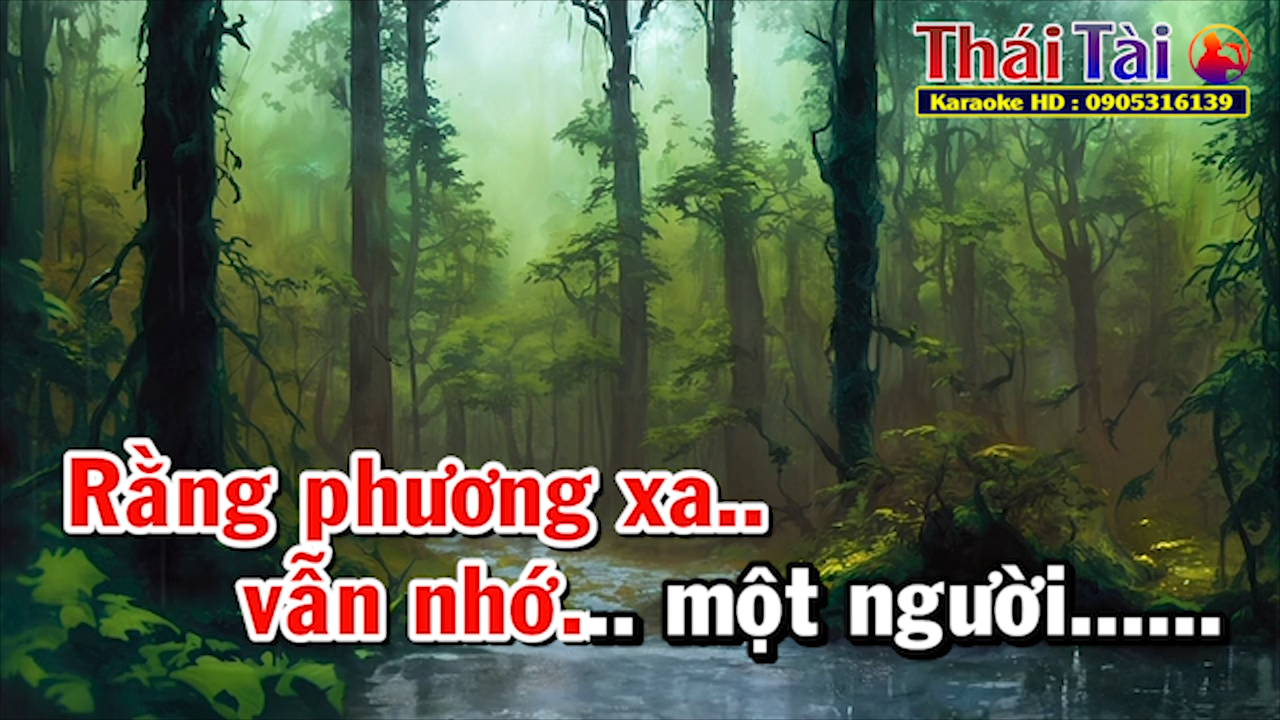 Thái Tài
Karaoke HD : 0905316139
Rằng phương xa..
vẫn nhớ... một người......